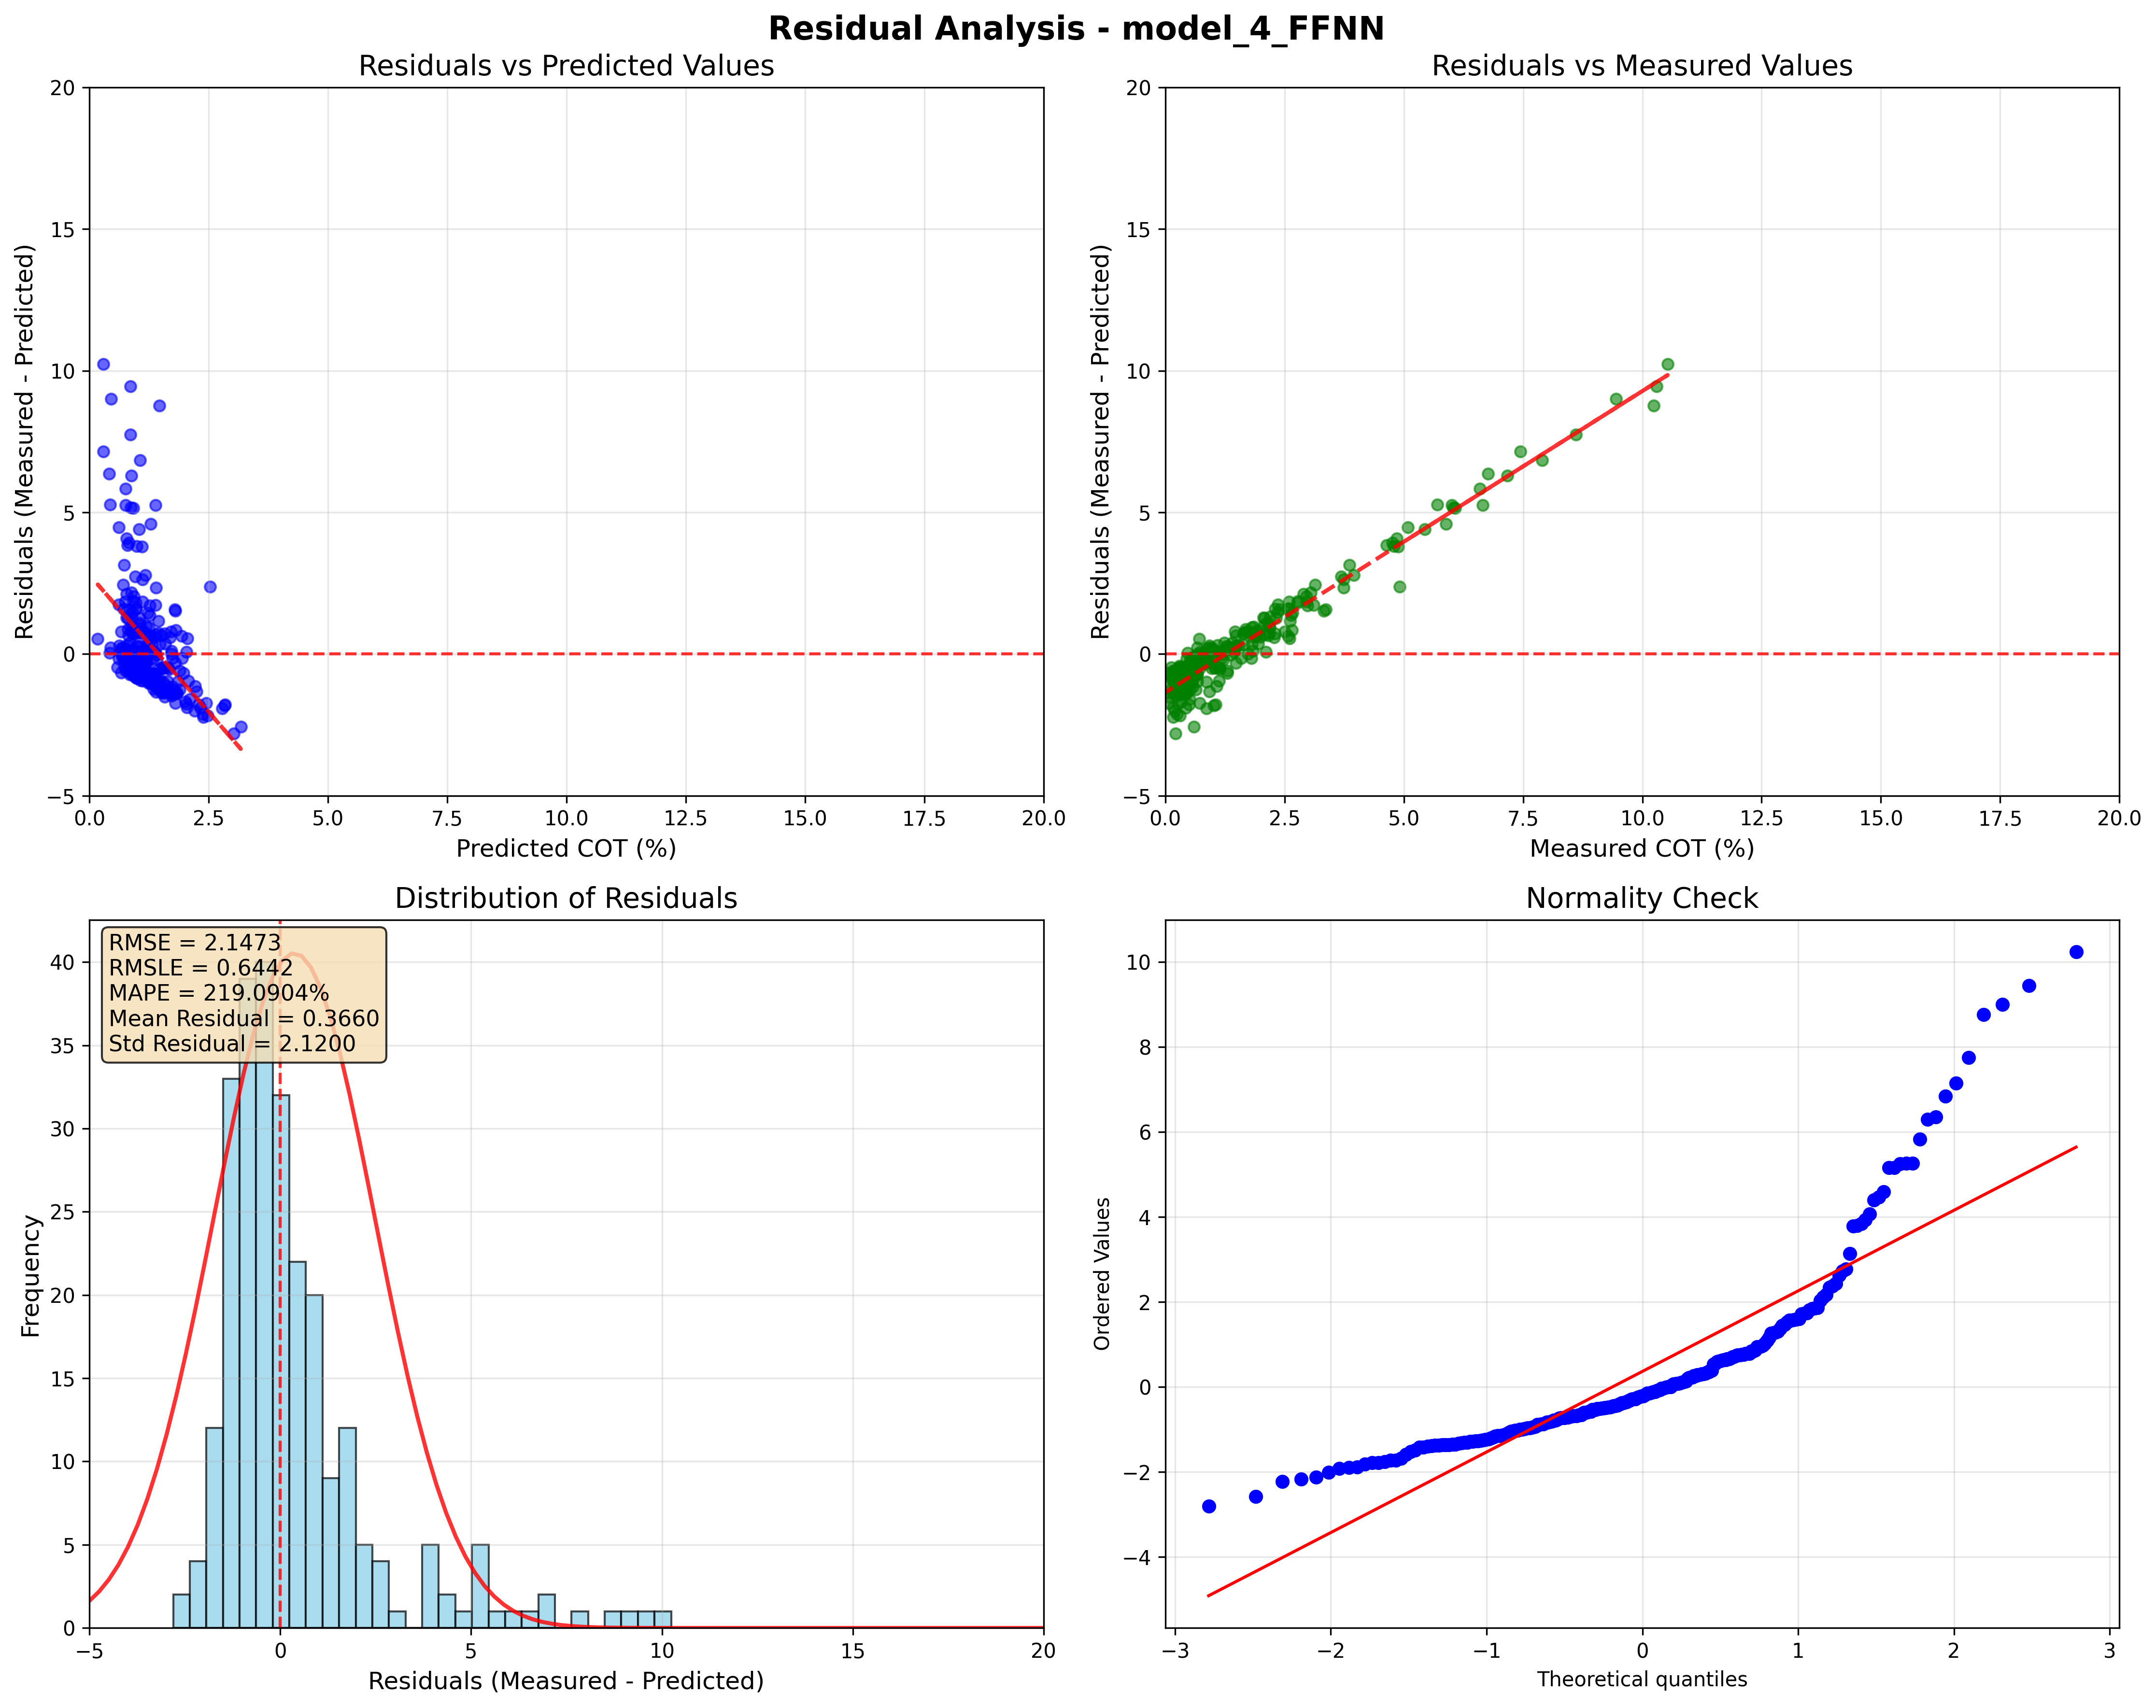 Residual Analysis - model_4_FFNN
Residuals vs Predicted Values
20
15
10
5
0
−5
0.0 2.5 5.0 7.5 10.0 12.5 15.0 17.5 20.0
Residuals (Measured - Predicted)
Predicted COT (%)
Residuals vs Measured Values
20
15
10
5
0
−5
0.0 2.5 5.0 7.5 10.0 12.5 15.0 17.5 20.0
Residuals (Measured - Predicted)
Measured COT (%)
Distribution of Residuals
RMSE = 2.1473
RMSLE = 0.6442
MAPE = 219.0904%
Mean Residual = 0.3660
Std Residual = 2.1200
40
35
30
25
20
15
10
5
0
−5 0 5 10 15 20
Frequency
Residuals (Measured - Predicted)
Normality Check
10
8
6
4
2
0
−2
−4
−3 −2 −1 0 1 2 3
Ordered Values
Theoretical quantiles